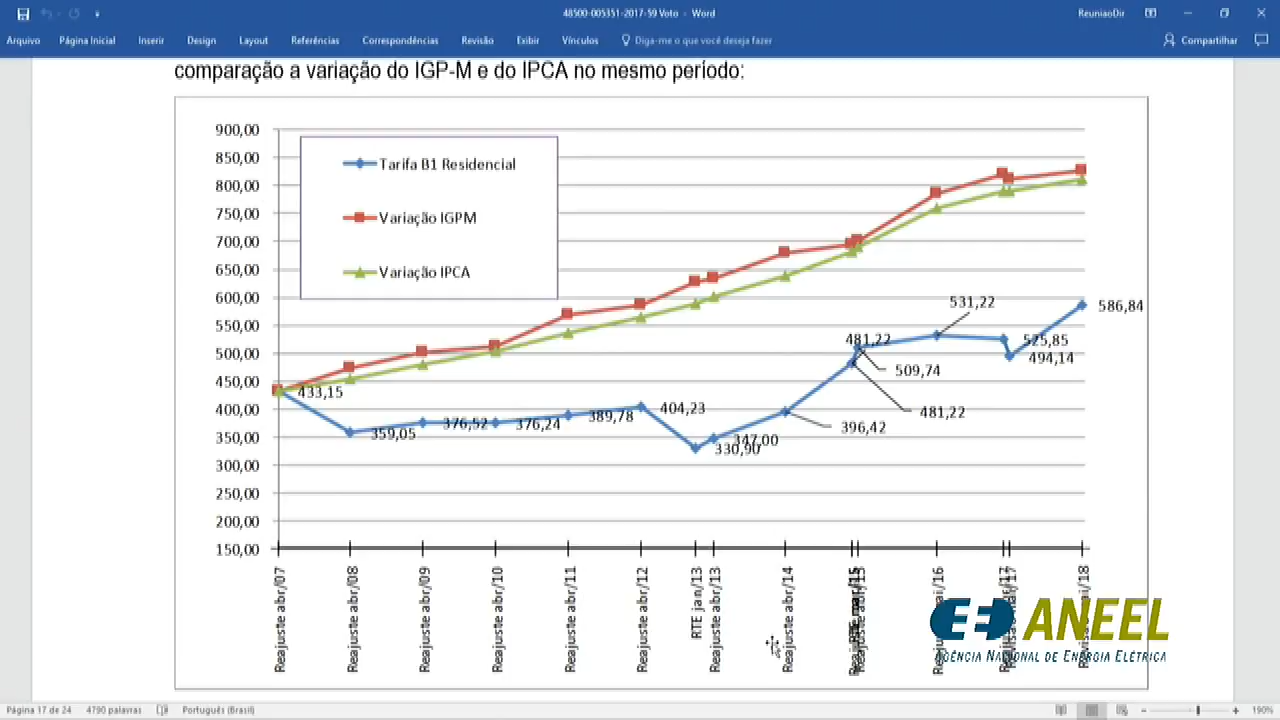 48500-005351-2017-59 Voto - Word
ReuniaoDir
Arquivo Página Inicial Inserir Design Layout Referências Correspondências Revisão Exibir Vínculos Diga-me o que você deseja fazer Compartilhar
comparação a variação do IGP-M e do IPCA no mesmo período:
900,00
850,00
800,00
750,00
700,00
650,00
600,00
550,00
500,00
450,00
400,00
350,00
300,00
250,00
200,00
150,00
Tarifa B1 Residencial
Variação IGPM
Variação IPCA
433,15
359,05
376,52
376,24
389,78
404,23
330,90
347,00
396,42
481,22
481,22
509,74
531,22
525,85
494,14
586,84
Reajuste abr/07
Reajuste abr/08
Reajuste abr/09
Reajuste abr/10
Reajuste abr/11
Reajuste abr/12
RTE jan/13
Reajuste abr/13
Reajuste abr/14
ANEEL
AGÊNCIA NACIONAL DE ENERGIA ELÉTRICA
Página 17 de 24 4790 palavras Português (Brasil) 190%